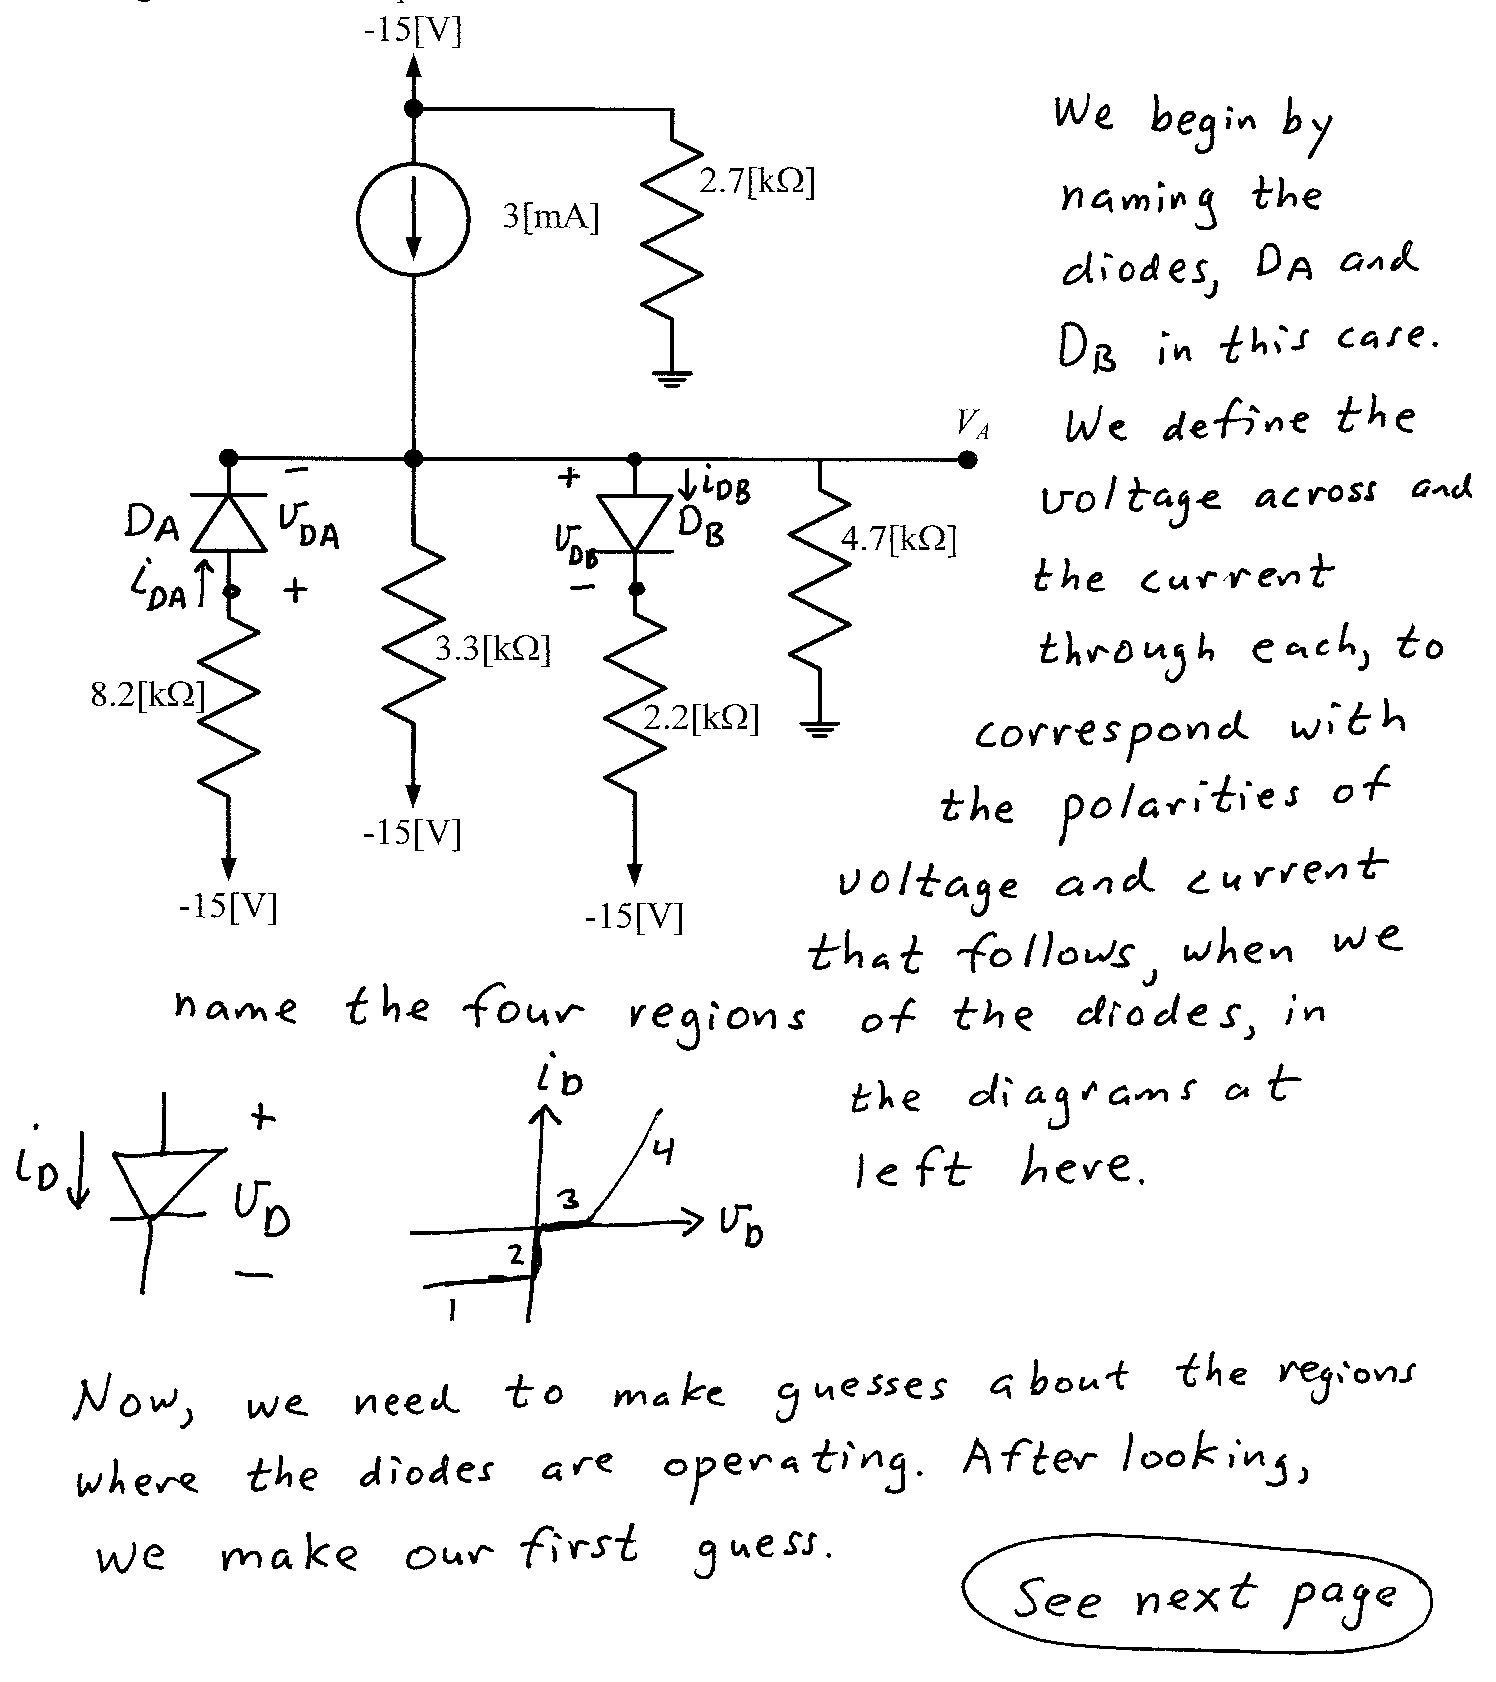 -15[V]
2.7[kΩ]
3[mA]
We begin by
naming the
diodes, DA and
DB in this case.
VA
We define the
voltage across and
the current
through each, to
correspond with
the polarities of
voltage and current
that follows, when we
name the four regions of the diodes, in
the diagrams at
left here.
-
+
iDB
DA
vDA
vDB
DB
4.7[kΩ]
iDA
+
-
3.3[kΩ]
8.2[kΩ]
2.2[kΩ]
-15[V]
-15[V]
-15[V]
iD
+
vD
-
iD
4
3
vD
2
1
Now, we need to make guesses about the regions
where the diodes are operating. After looking,
we make our first guess.
See next page